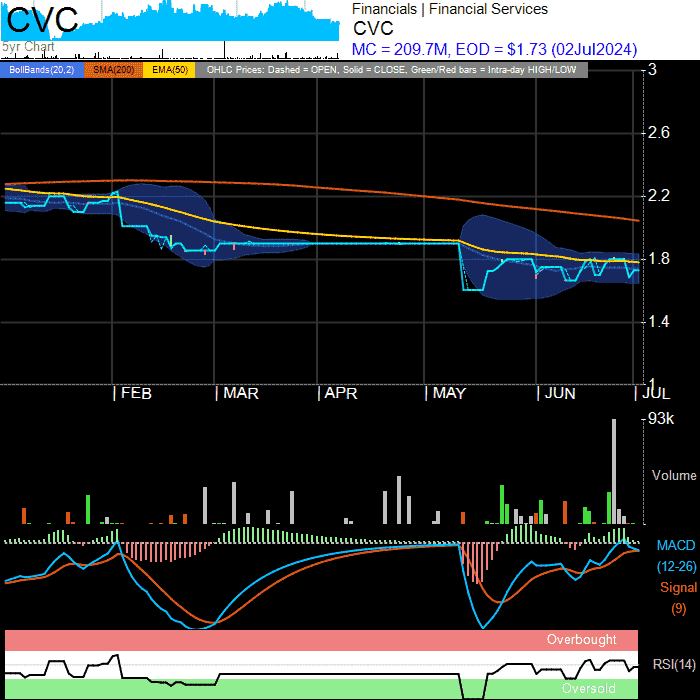 CVC
5yr Chart
Financials | Financial Services
CVC
MC = 209.7M, EOD = $1.73 (02Jul2024)
BollBands(20,2) SMA(200) EMA(50) OHLC Prices: Dashed = OPEN, Solid = CLOSE, Green/Red bars = Intra-day HIGH/LOW
3
2.6
2.2
1.8
1.4
1
FEB MAR APR MAY JUN JUL
93k
Volume
MACD
(12-26)
Signal
(9)
Overbought
RSI(14)
Oversold